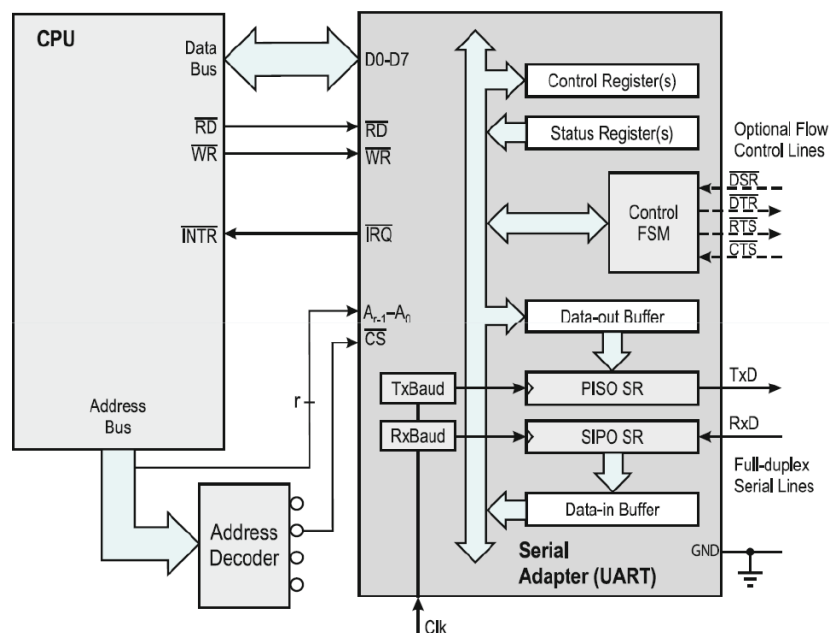 CPU
Data
Bus
D0-D7
Control Register(s)
RD
RD
Status Register(s)
Optional Flow
Control Lines
WR
WR
DSR
DTR
RTS
CTS
Control
FSM
INTR
IRQ
Ar-1–A0
CS
Data-out Buffer
TxBaud
PISO SR
TxD
r
Address
Bus
RxBaud
SIPO SR
RxD
Full-duplex
Serial Lines
Address
Decoder
Data-in Buffer
Serial
Adapter (UART)
GND
Clk